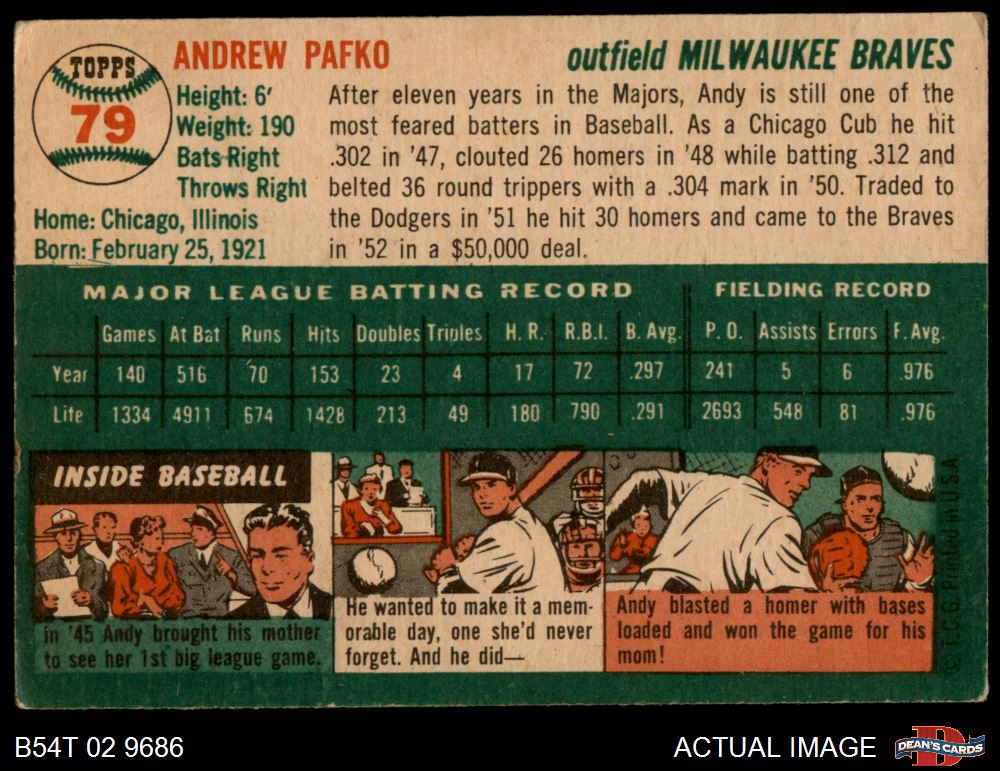 TOPPS
79
ANDREW PAFKO
outfield MILWAUKEE BRAVES
Height: 6'
Weight: 190
Bats Right
Throws Right
Home: Chicago, Illinois
Born: February 25, 1921
After eleven years in the Majors, Andy is still one of the
most feared batters in Baseball. As a Chicago Cub he hit
.302 in '47, clouted 26 homers in '48 while batting .312 and
belted 36 round trippers with a .304 mark in '50. Traded to
the Dodgers in '51 he hit 30 homers and came to the Braves
in '52 in a $50,000 deal.
MAJOR LEAGUE BATTING RECORD FIELDING RECORD
Games At Bat Runs Hits Doubles Triples H. R. R.B.I. B. Avg. P. O. Assists Errors F. Avg.
Year 140 516 70 153 23 4 17 72 .297 241 5 6 .976
Life 1334 4911 674 1428 213 49 180 790 .291 2693 548 81 .976
INSIDE BASEBALL
in '45 Andy brought his mother
to see her 1st big league game.
He wanted to make it a mem-
orable day, one she'd never
forget. And he did—
Andy blasted a homer with bases
loaded and won the game for his
mom!
© T.C.G. Printed in U.S.A.
B54T 02 9686
ACTUAL IMAGE
D
DEAN'S CARDS